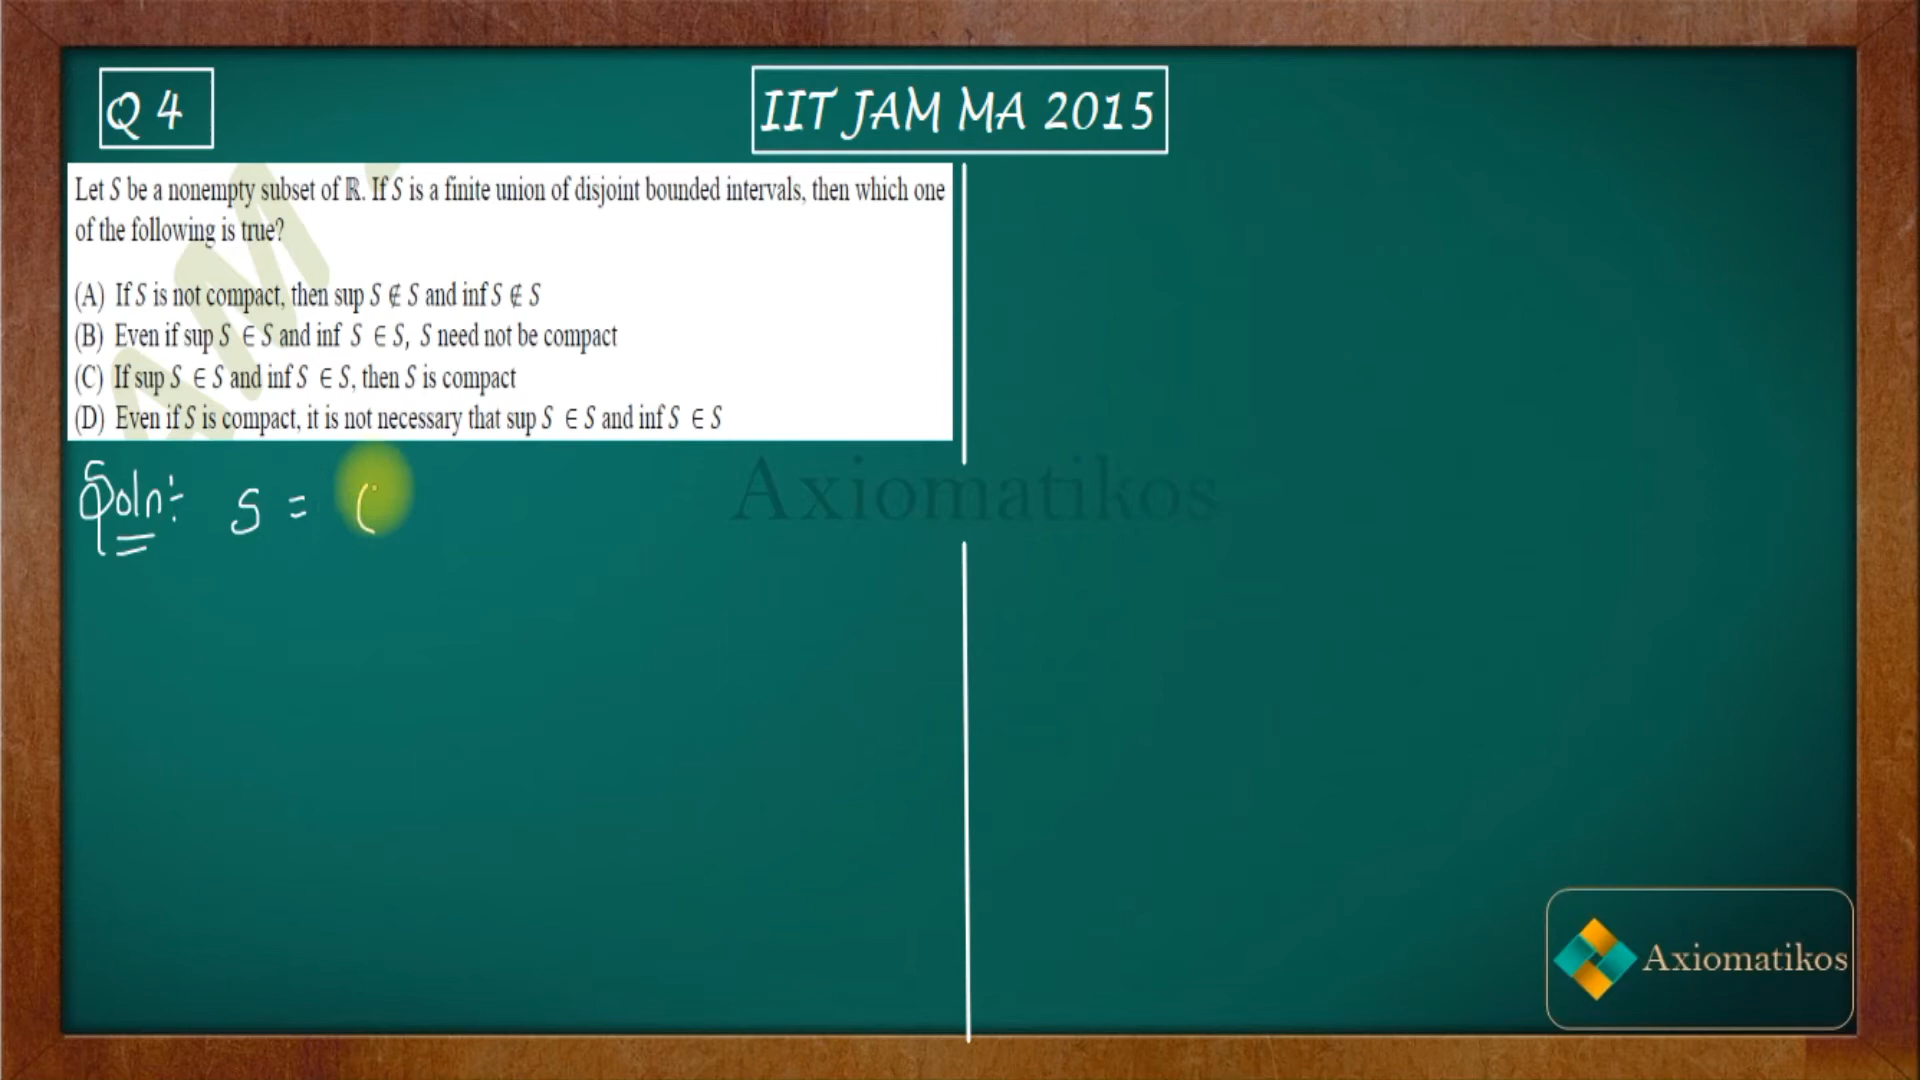 Q 4
IIT JAM MA 2015
Let S be a nonempty subset of ℝ. If S is a finite union of disjoint bounded intervals, then which one
of the following is true?
(A) If S is not compact, then sup S ∉ S and inf S ∉ S
(B) Even if sup S ∈ S and inf S ∈ S, S need not be compact
(C) If sup S ∈ S and inf S ∈ S, then S is compact
(D) Even if S is compact, it is not necessary that sup S ∈ S and inf S ∈ S
Soln:- S = (
Axiomatikos
Axiomatikos